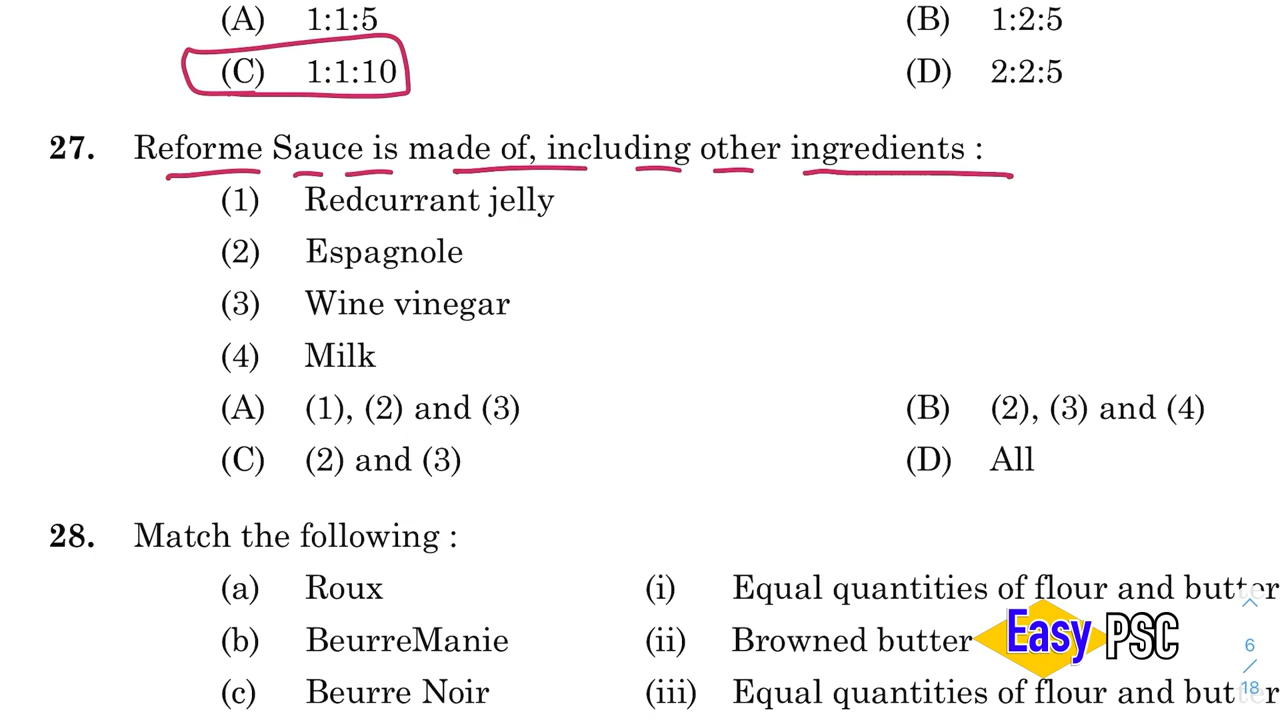 (A) 1:1:5 (B) 1:2:5
(C) 1:1:10 (D) 2:2:5
27. Reforme Sauce is made of, including other ingredients :
(1) Redcurrant jelly
(2) Espagnole
(3) Wine vinegar
(4) Milk
(A) (1), (2) and (3) (B) (2), (3) and (4)
(C) (2) and (3) (D) All
28. Match the following :
(a) Roux (i) Equal quantities of flour and butter
(b) BeurreManie (ii) Browned butter
(c) Beurre Noir (iii) Equal quantities of flour and butter
Easy PSC
6
/
18